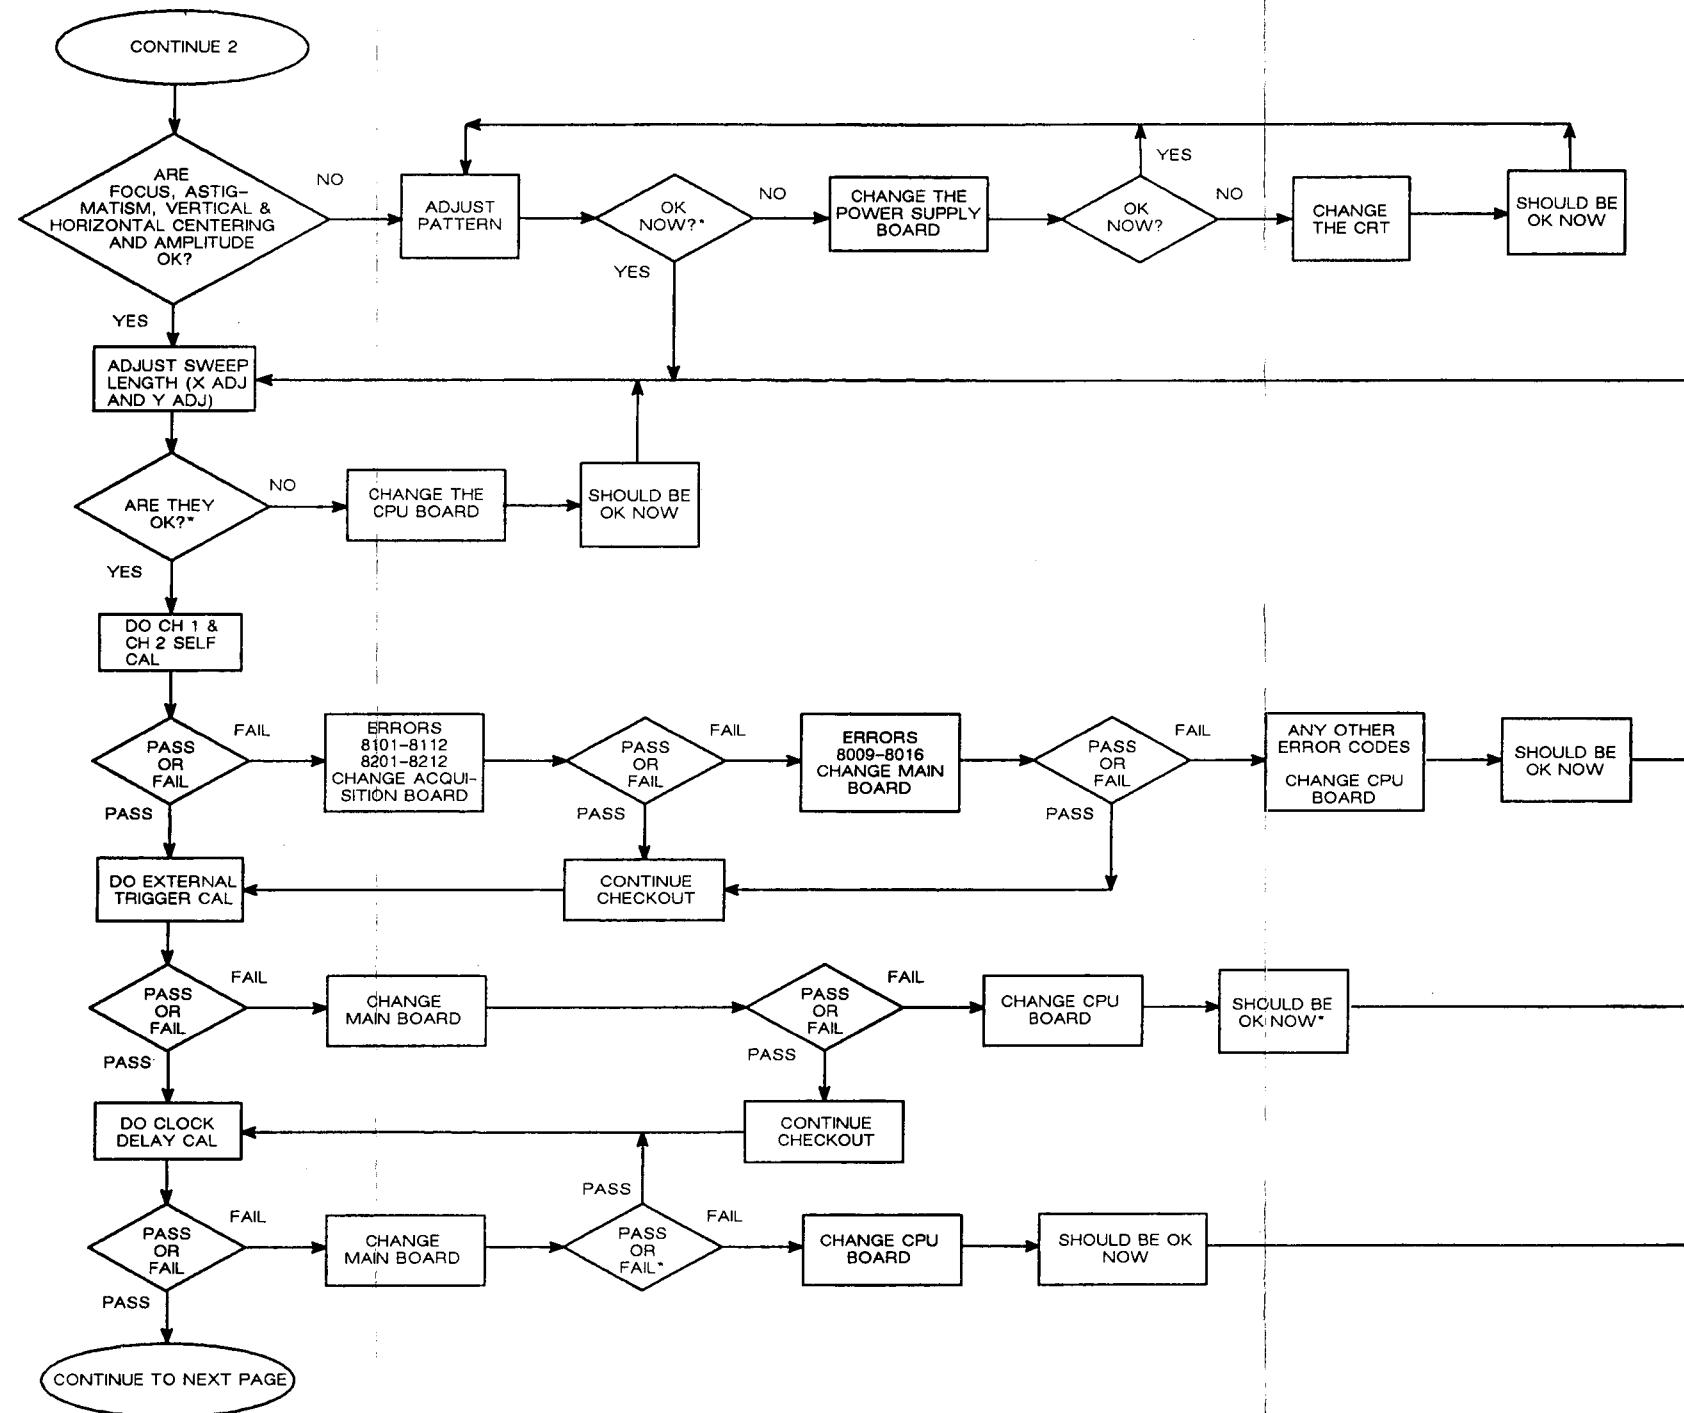 CONTINUE 2
ARE
FOCUS, ASTIG-
MATISM, VERTICAL &
HORIZONTAL CENTERING
AND AMPLITUDE
OK?
NO
YES
ADJUST
PATTERN
OK
NOW?*
NO
YES
CHANGE THE
POWER SUPPLY
BOARD
OK
NOW?
YES
NO
CHANGE
THE CRT
SHOULD BE
OK NOW
ADJUST SWEEP
LENGTH (X ADJ
AND Y ADJ)
ARE THEY
OK?*
NO
YES
CHANGE THE
CPU BOARD
SHOULD BE
OK NOW
DO CH 1 &
CH 2 SELF
CAL
PASS
OR
FAIL
FAIL
PASS
ERRORS
8101-8112
8201-8212
CHANGE ACQUI-
SITION BOARD
PASS
OR
FAIL
FAIL
PASS
ERRORS
8009-8016
CHANGE MAIN
BOARD
PASS
OR
FAIL
FAIL
PASS
ANY OTHER
ERROR CODES
CHANGE CPU
BOARD
SHOULD BE
OK NOW
DO EXTERNAL
TRIGGER CAL
CONTINUE
CHECKOUT
PASS
OR
FAIL
FAIL
PASS
CHANGE
MAIN BOARD
PASS
OR
FAIL
FAIL
PASS
CHANGE CPU
BOARD
SHOULD BE
OK NOW*
DO CLOCK
DELAY CAL
CONTINUE
CHECKOUT
PASS
OR
FAIL
FAIL
PASS
CHANGE
MAIN BOARD
PASS
PASS
OR
FAIL*
FAIL
CHANGE CPU
BOARD
SHOULD BE OK
NOW
CONTINUE TO NEXT PAGE